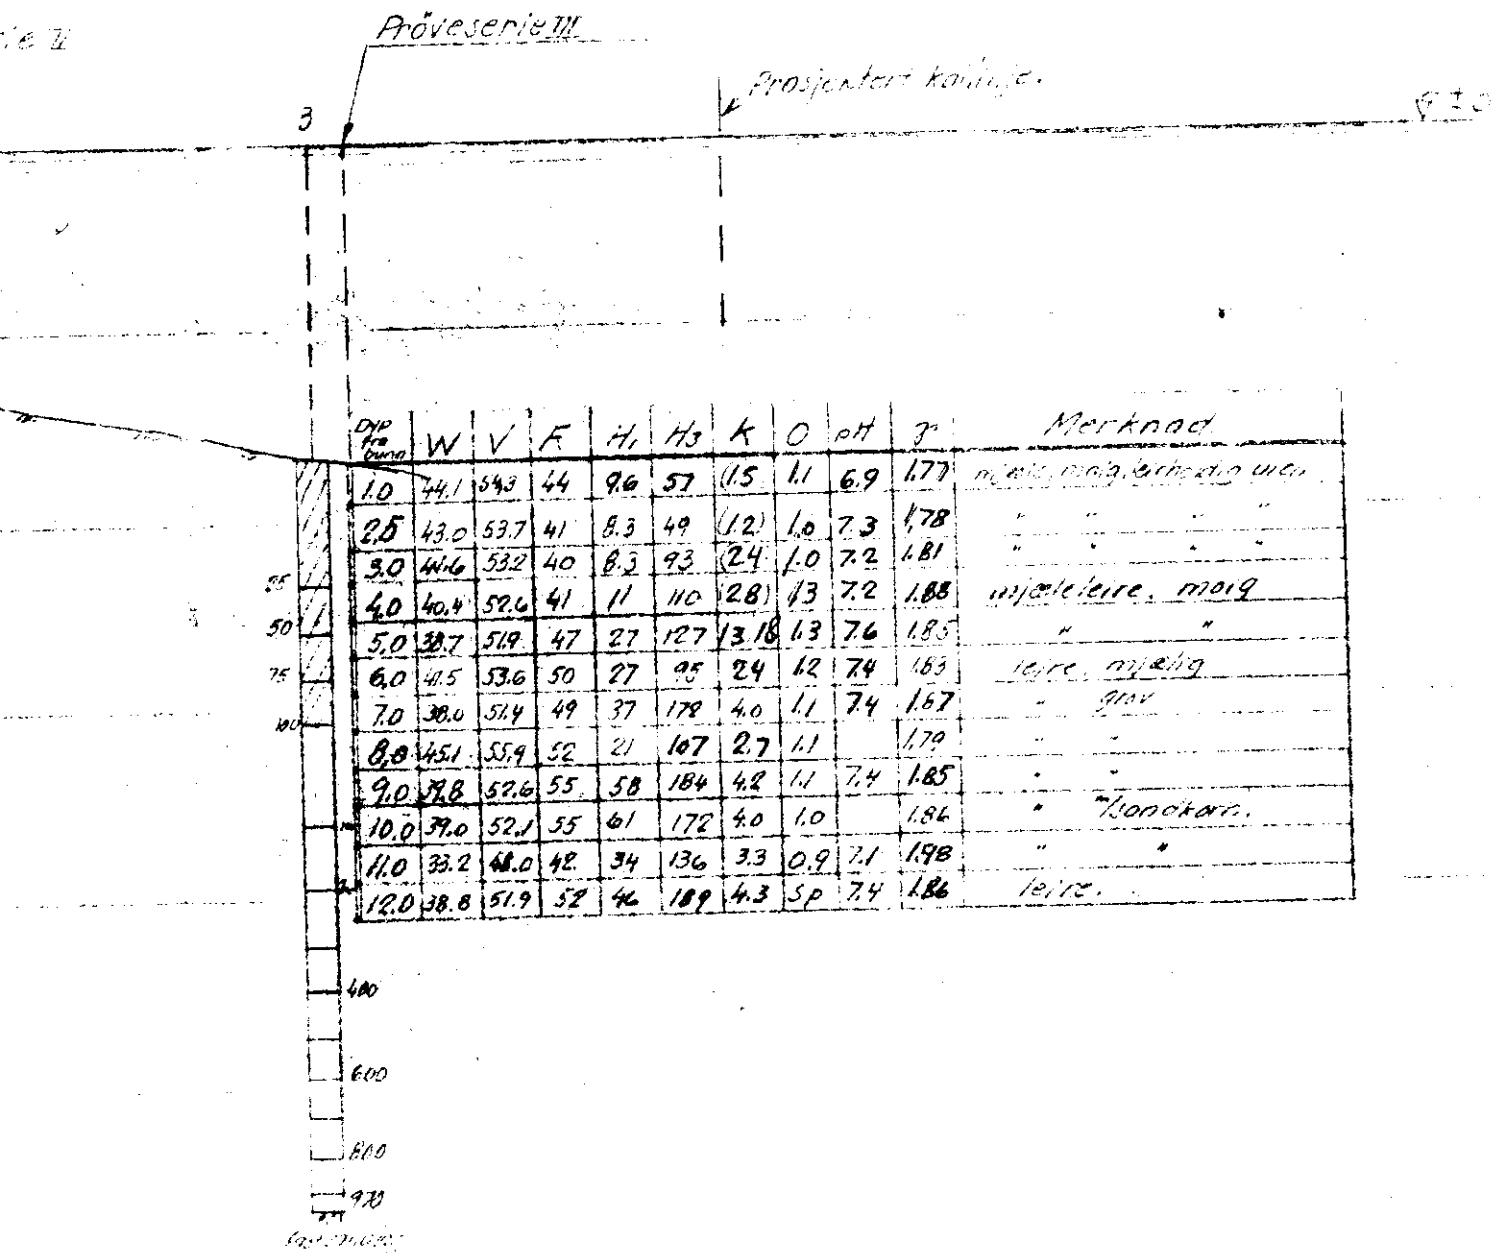 Pröveserie III
Prosjektert kailinje.
3
Dyp fra bunn W V F H1 H3 K O pH γ Merknad
1.0 44.1 54.3 44 9.6 57 (1.5 1.1 6.9 1.77
2.5 43.0 53.7 41 8.3 49 (1.2) 1.0 7.3 1.78 " " " "
3.0 41.6 53.2 40 8.3 93 (2.4 1.0 7.2 1.81 " " " "
4.0 40.4 52.6 41 11 110 (2.8) 1.3 7.2 1.88 mjæleleire. moig
5.0 38.7 51.9 47 27 127 1.3 7.6 1.85 " "
6.0 41.5 53.6 50 27 95 2.4 1.2 7.4 1.83 leire, mjælig
7.0 38.0 51.4 49 37 178 4.0 1.1 7.4 1.87 " grov
8.0 45.1 55.9 52 21 107 2.7 1.1 1.79 " "
9.0 39.8 52.6 55 58 184 4.2 1.1 7.4 1.85 " "
10.0 39.0 52.1 55 61 172 4.0 1.0 1.86 " "/sandkorn.
11.0 33.2 48.0 42 34 136 3.3 0.9 7.1 1.98 " "
12.0 38.8 51.9 52 46 189 4.3 Sp 7.4 1.86 leire.
25
50
75
100
400
600
800
970